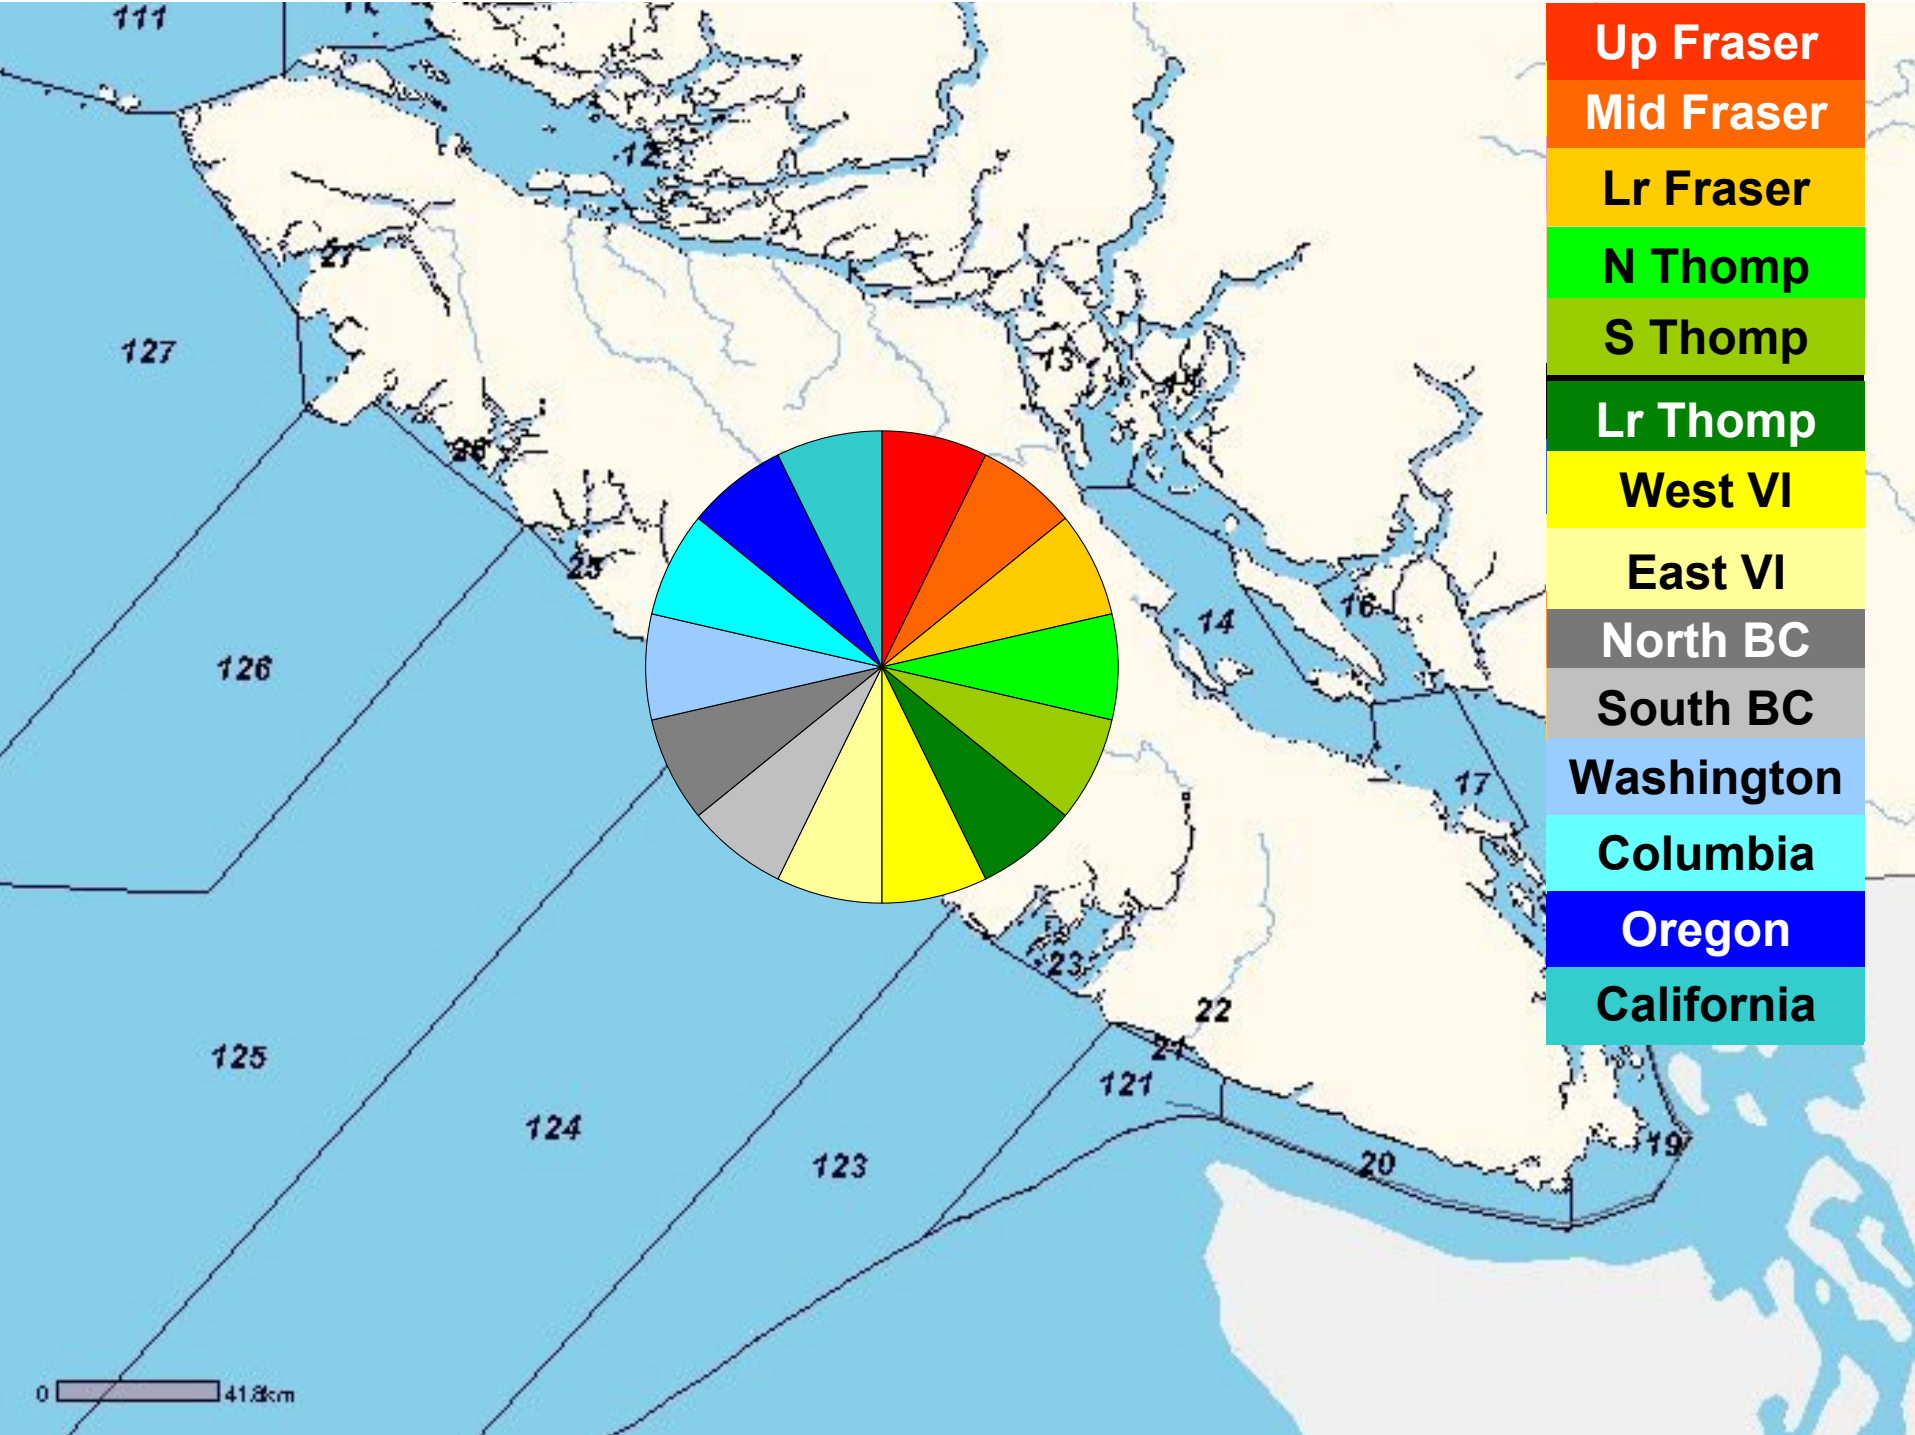 111
12
27
127
13
15
26
25
126
14
16
17
125
124
123
23
22
21
121
20
19
0 41.8km
Up Fraser
Mid Fraser
Lr Fraser
N Thomp
S Thomp
Lr Thomp
West VI
East VI
North BC
South BC
Washington
Columbia
Oregon
California